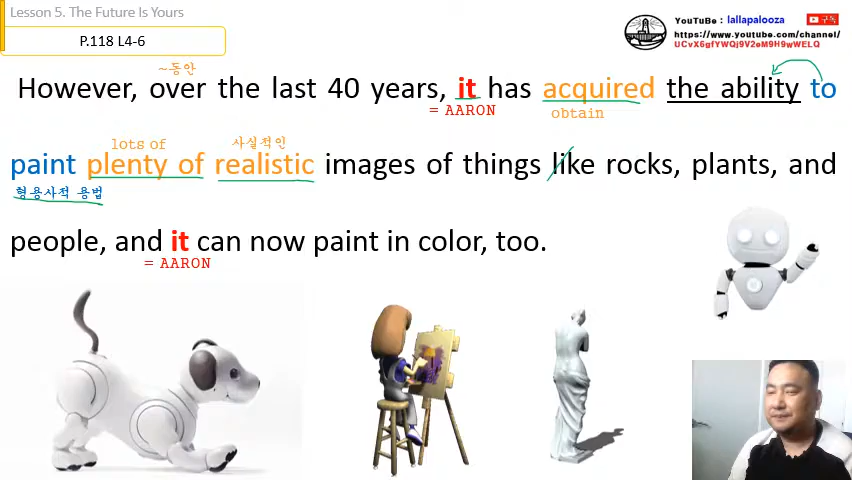 Lesson 5. The Future Is Yours
P.118 L4-6
YouTuBe : lallapalooza 구독
https://www.youtube.com/channel/
UCvX6gfYWQj9V2eM9H9wWELQ
~동안
However, over the last 40 years, it has acquired the ability to
= AARON
obtain
lots of
사실적인
paint plenty of realistic images of things like rocks, plants, and
형용사적 용법
people, and it can now paint in color, too.
= AARON